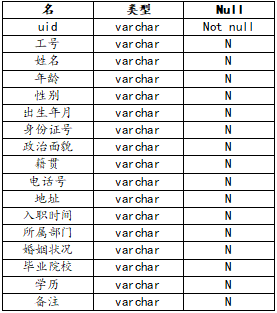 名 类型 Null
uid varchar Not null
工号 varchar N
姓名 varchar N
年龄 varchar N
性别 varchar N
出生年月 varchar N
身份证号 varchar N
政治面貌 varchar N
籍贯 varchar N
电话号 varchar N
地址 varchar N
入职时间 varchar N
所属部门 varchar N
婚姻状况 varchar N
毕业院校 varchar N
学历 varchar N
备注 varchar N